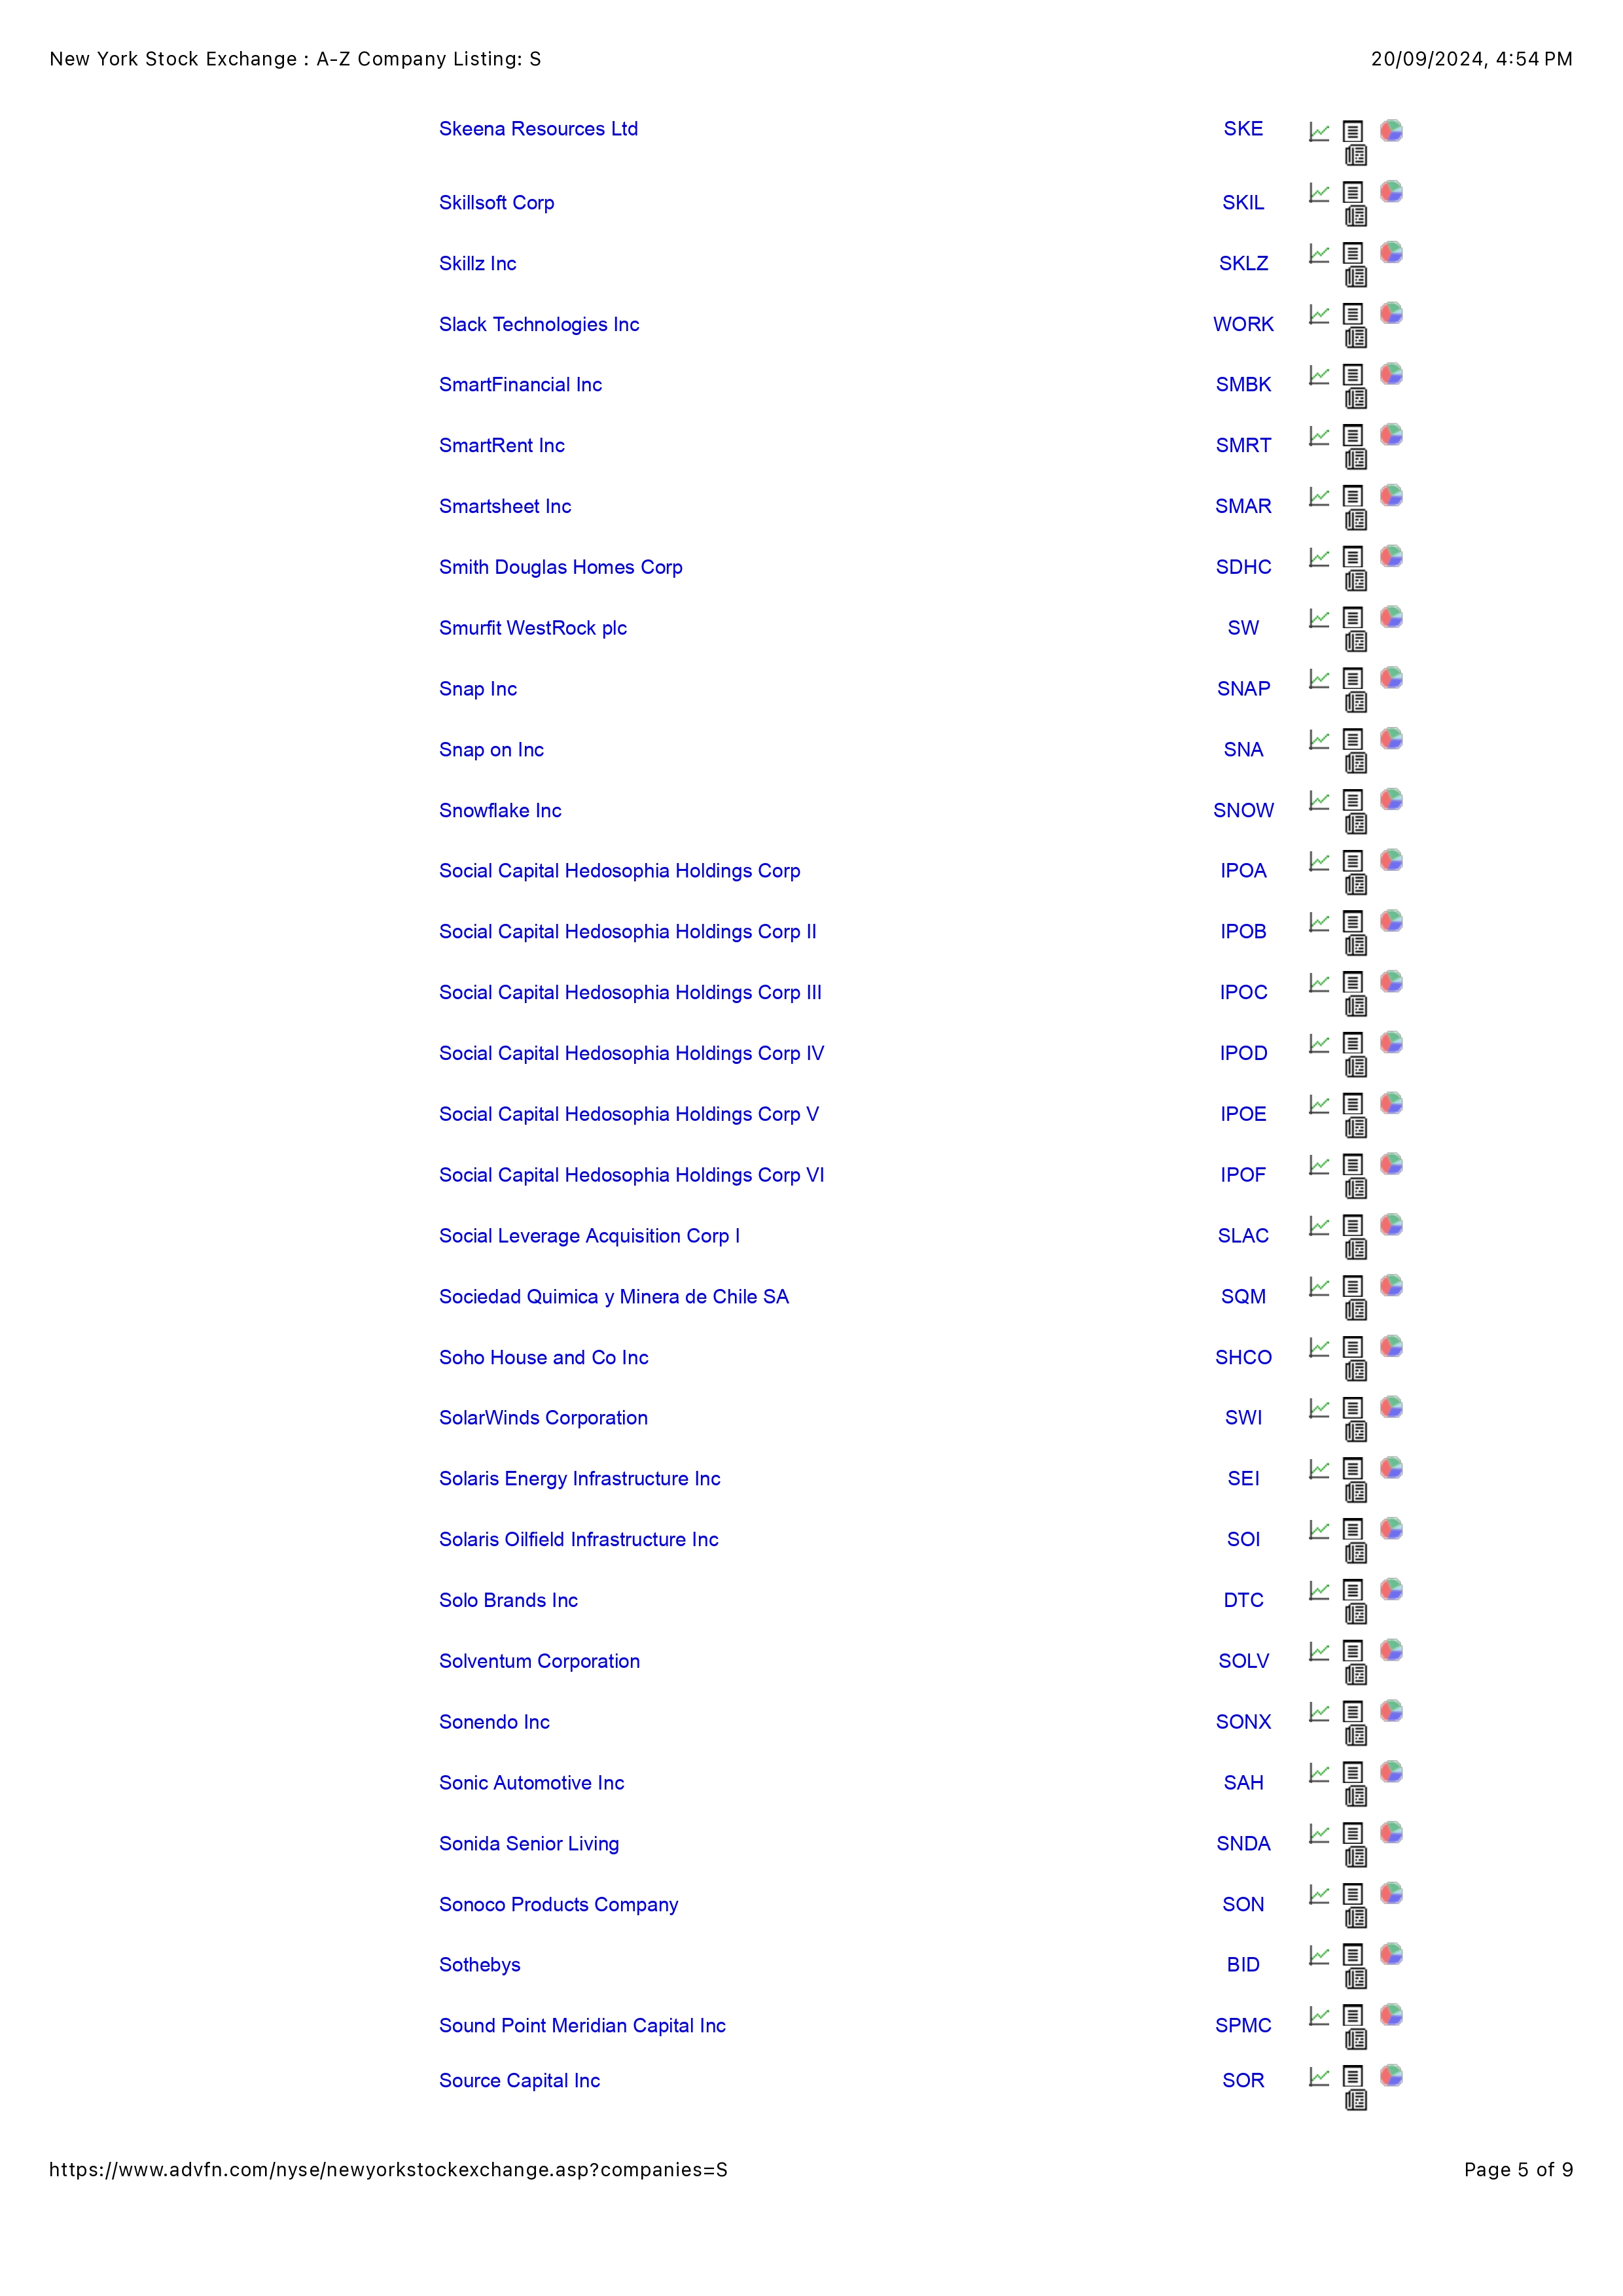 New York Stock Exchange : A-Z Company Listing: S 20/09/2024, 4:54 PM
Skeena Resources Ltd SKE
Skillsoft Corp SKIL
Skillz Inc SKLZ
Slack Technologies Inc WORK
SmartFinancial Inc SMBK
SmartRent Inc SMRT
Smartsheet Inc SMAR
Smith Douglas Homes Corp SDHC
Smurfit WestRock plc SW
Snap Inc SNAP
Snap on Inc SNA
Snowflake Inc SNOW
Social Capital Hedosophia Holdings Corp IPOA
Social Capital Hedosophia Holdings Corp II IPOB
Social Capital Hedosophia Holdings Corp III IPOC
Social Capital Hedosophia Holdings Corp IV IPOD
Social Capital Hedosophia Holdings Corp V IPOE
Social Capital Hedosophia Holdings Corp VI IPOF
Social Leverage Acquisition Corp I SLAC
Sociedad Quimica y Minera de Chile SA SQM
Soho House and Co Inc SHCO
SolarWinds Corporation SWI
Solaris Energy Infrastructure Inc SEI
Solaris Oilfield Infrastructure Inc SOI
Solo Brands Inc DTC
Solventum Corporation SOLV
Sonendo Inc SONX
Sonic Automotive Inc SAH
Sonida Senior Living SNDA
Sonoco Products Company SON
Sothebys BID
Sound Point Meridian Capital Inc SPMC
Source Capital Inc SOR
https://www.advfn.com/nyse/newyorkstockexchange.asp?companies=S Page 5 of 9